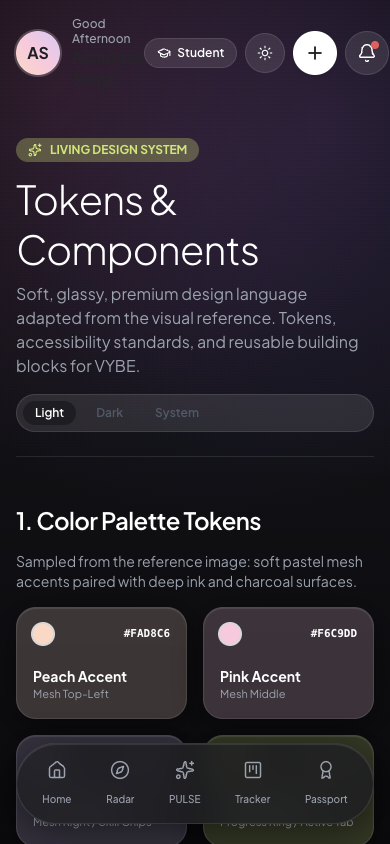 Good
Afternoon
AS
Student
LIVING DESIGN SYSTEM
Tokens &
Components
Soft, glassy, premium design language
adapted from the visual reference. Tokens,
accessibility standards, and reusable building
blocks for VYBE.
Light Dark System
1. Color Palette Tokens
Sampled from the reference image: soft pastel mesh
accents paired with deep ink and charcoal surfaces.
#FAD8C6
Peach Accent
Mesh Top-Left
#F6C9DD
Pink Accent
Mesh Middle
Home Radar PULSE Tracker Passport